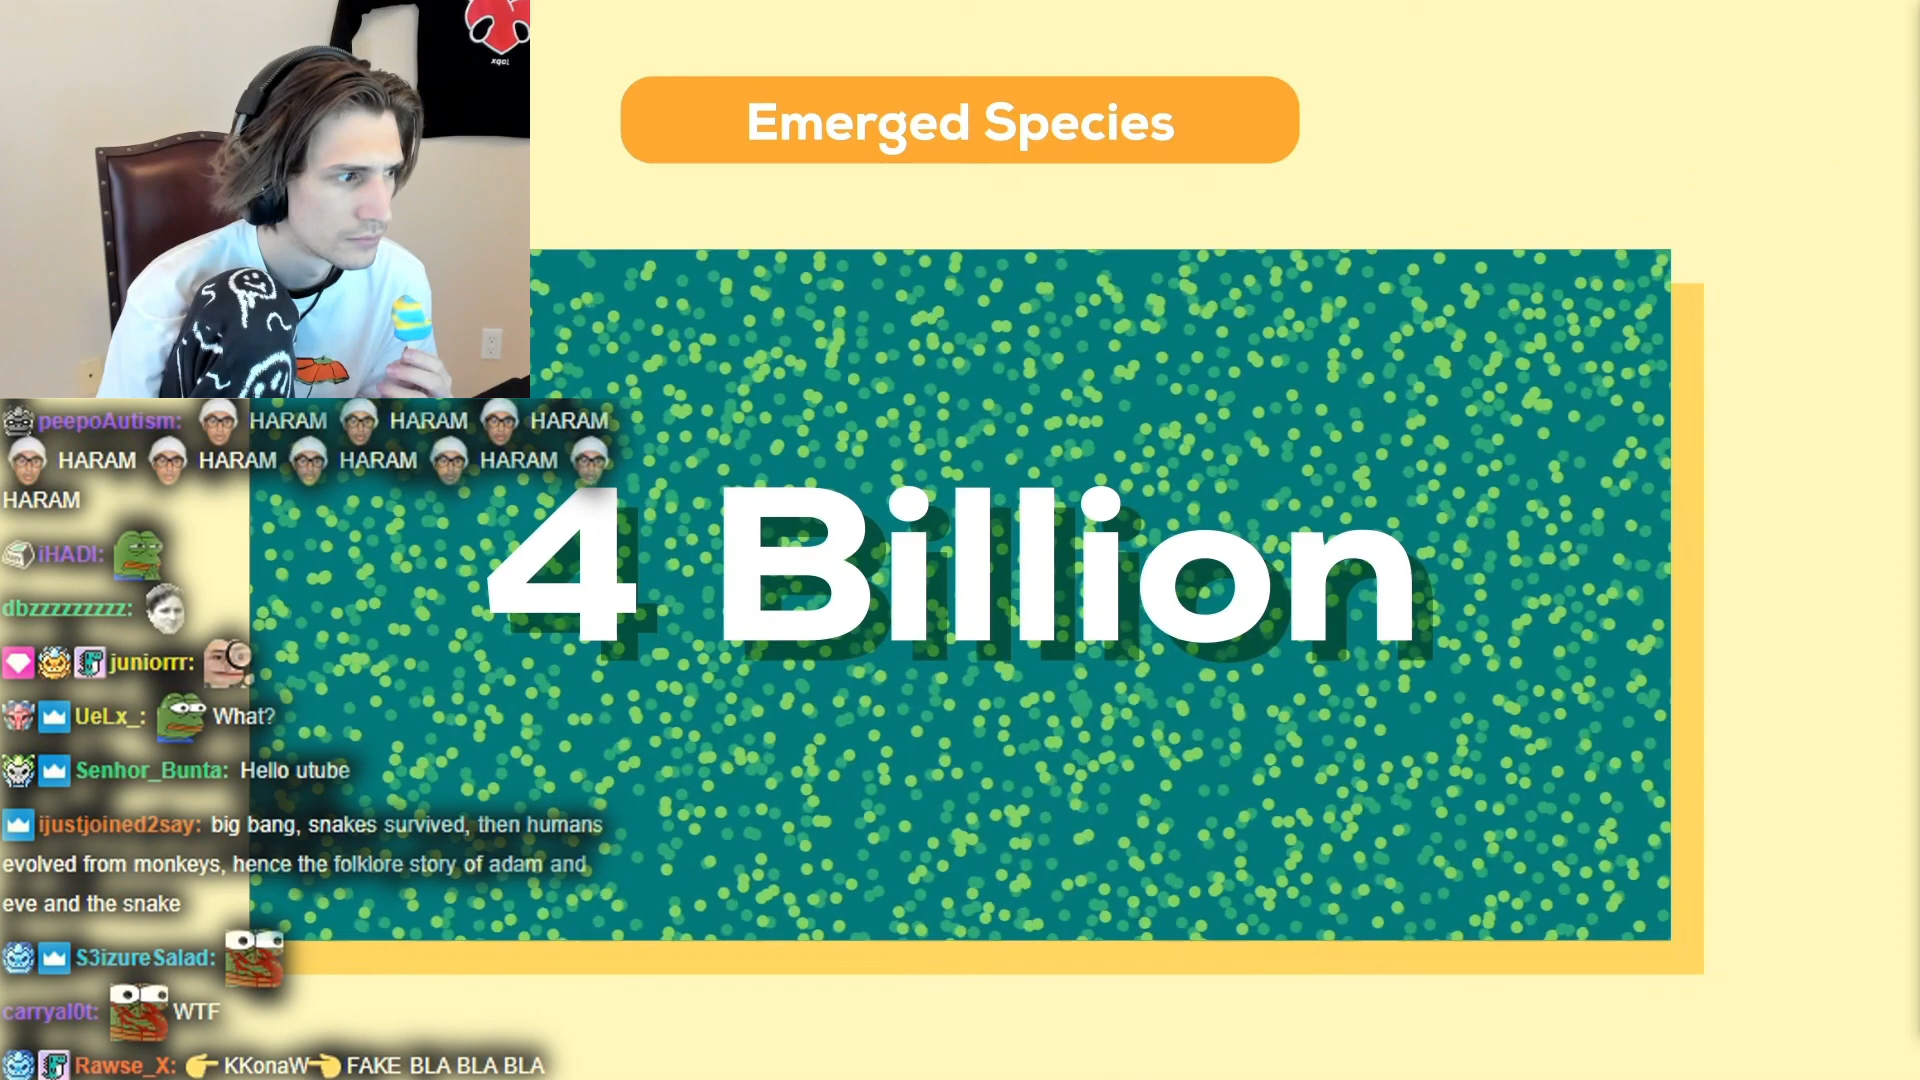 xqcL
Emerged Species
4 Billion
peepoAutism: HARAM HARAM HARAM
HARAM HARAM HARAM HARAM
HARAM
iHADI:
dbzzzzzzzzz:
juniorrr:
UeLx_: What?
Senhor_Bunta: Hello utube
ijustjoined2say: big bang, snakes survived, then humans
evolved from monkeys, hence the folklore story of adam and
eve and the snake
S3izureSalad:
carryal0t: WTF
Rawse_X: KKonaW FAKE BLA BLA BLA